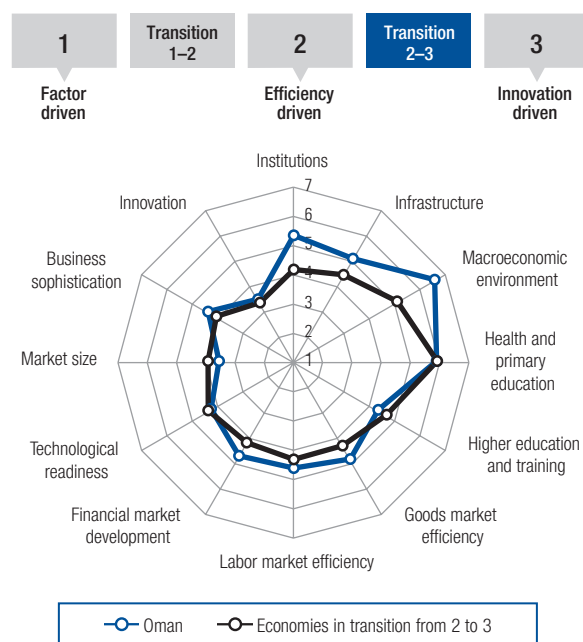 1
Transition
1–2
2
Transition
2–3
3
Factor
driven
Efficiency
driven
Innovation
driven
Institutions
7
Innovation
Infrastructure
6
5
Business
sophistication
Macroeconomic
environment
4
3
2
Market size
1
Health and
primary
education
Technological
readiness
Higher education
and training
Financial market
development
Goods market
efficiency
Labor market efficiency
Oman
Economies in transition from 2 to 3